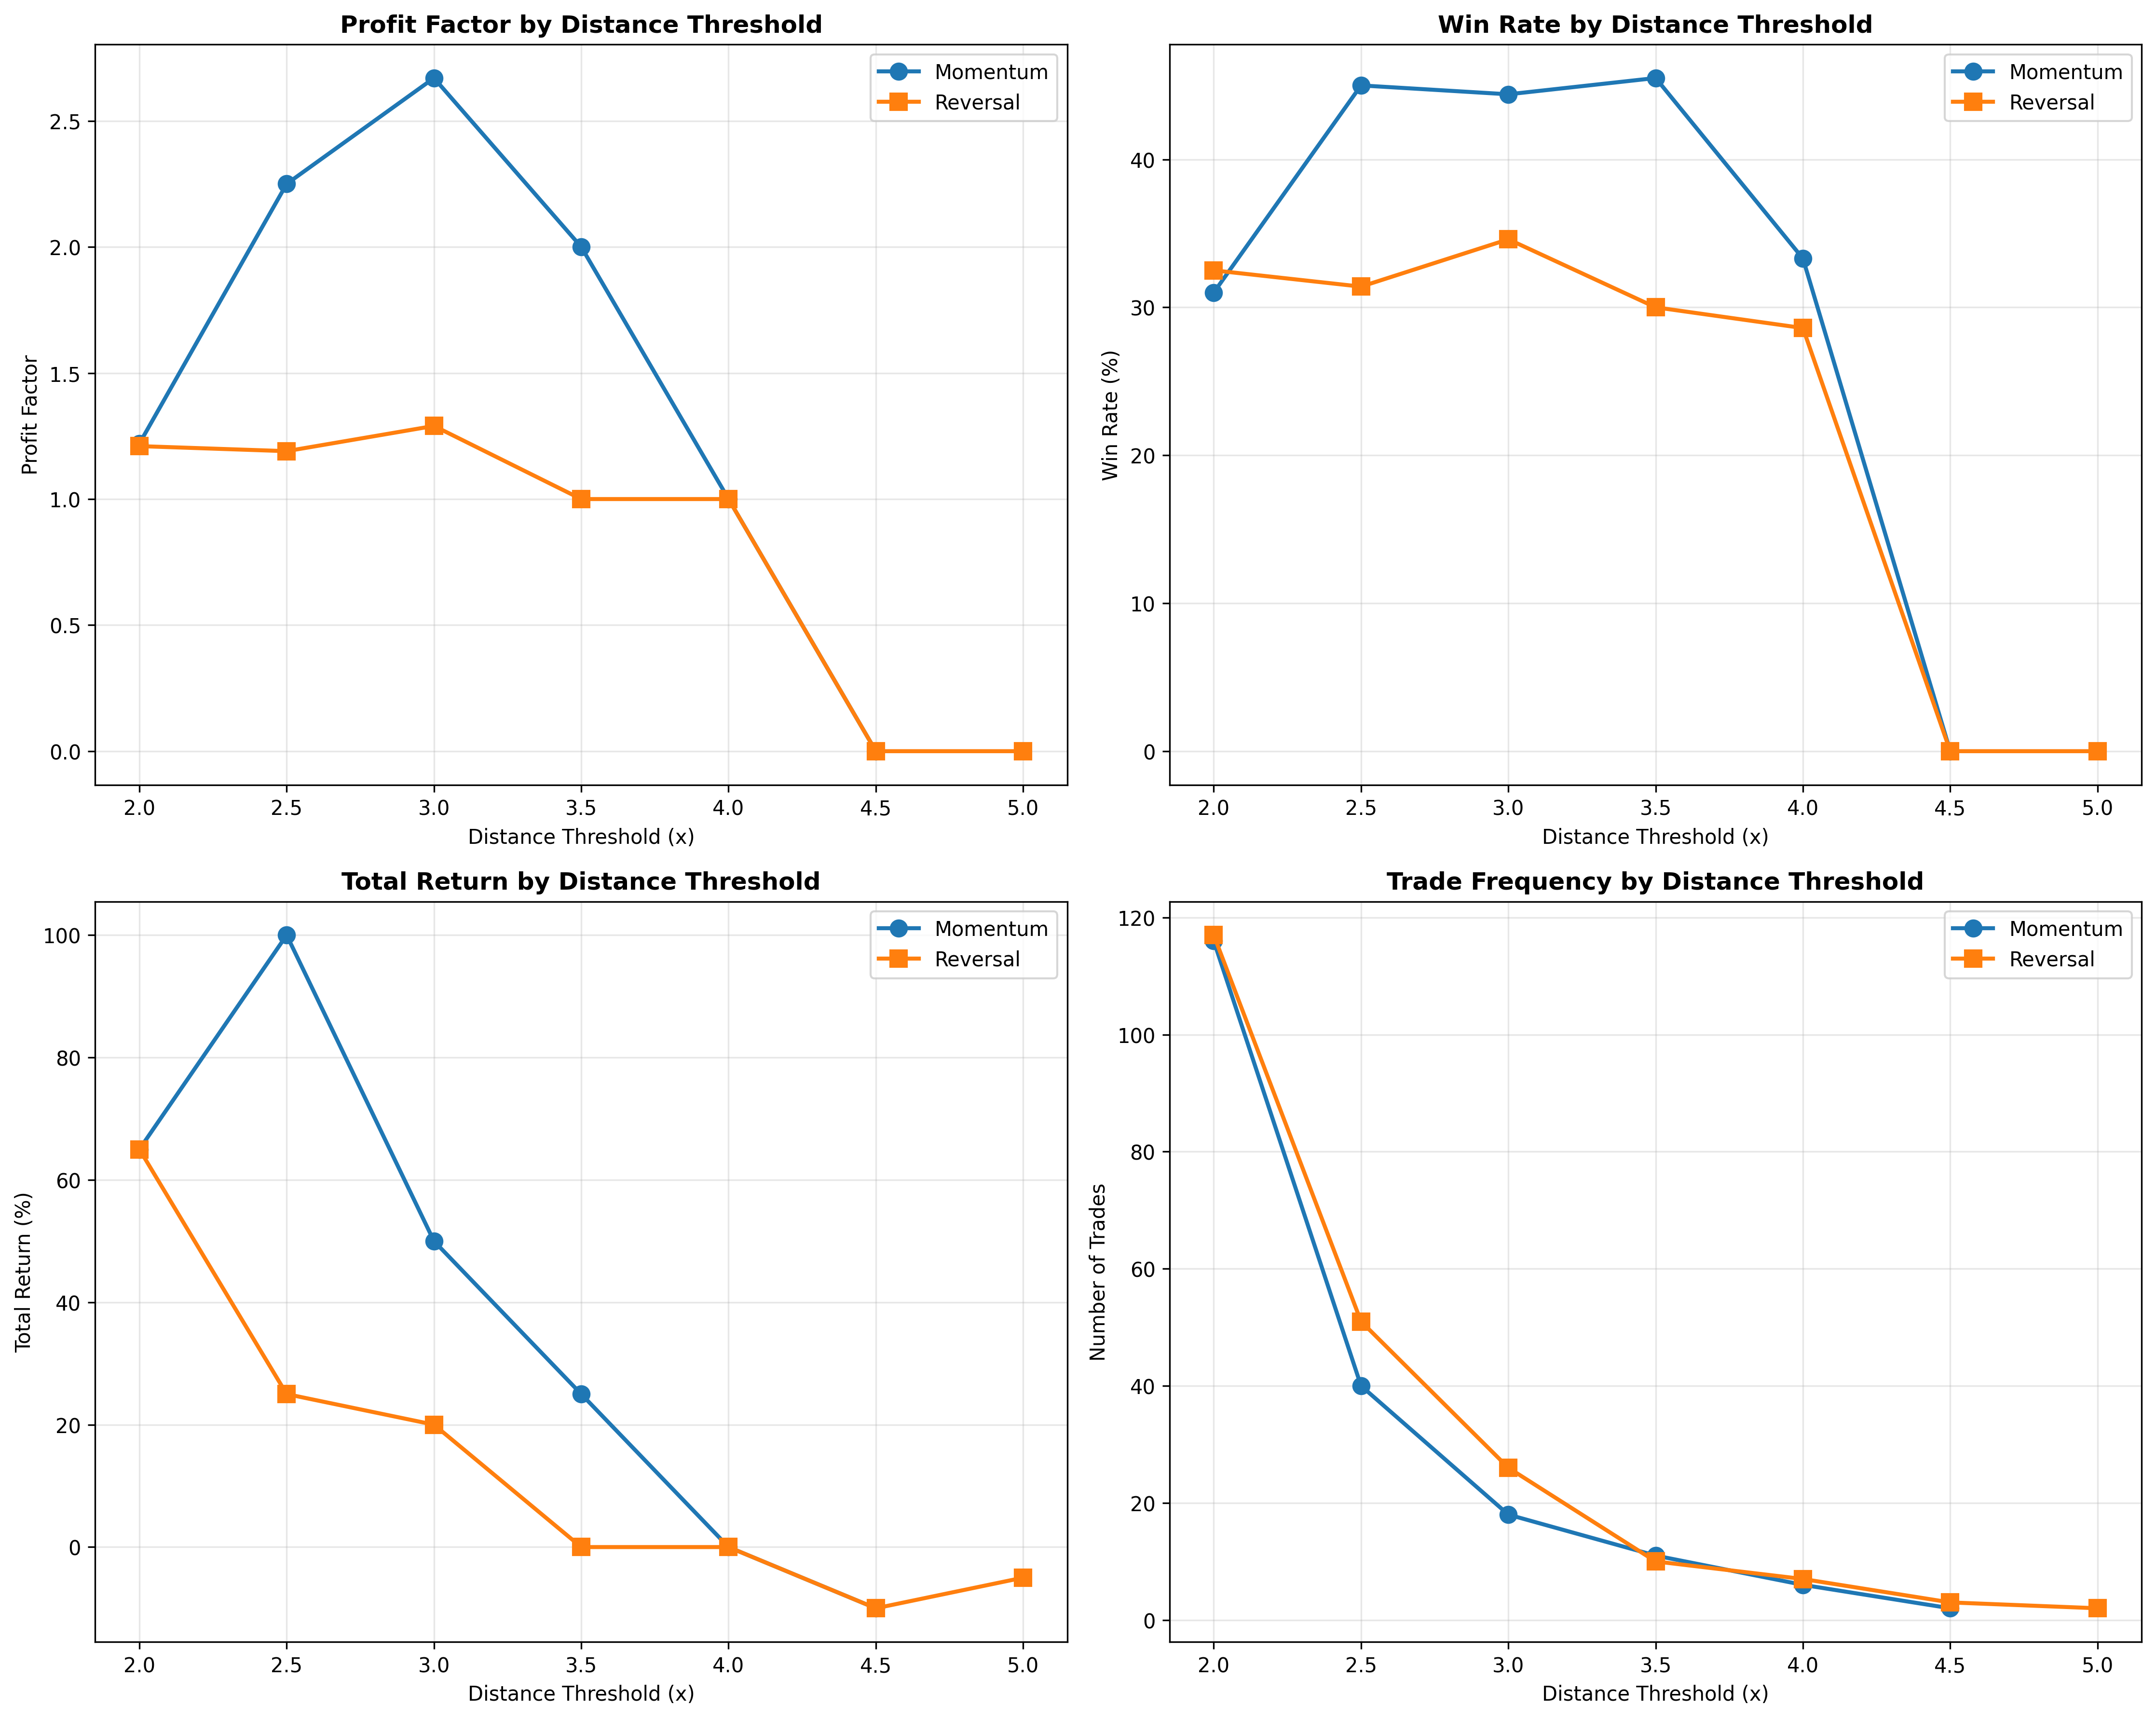 Profit Factor by Distance Threshold
Profit Factor
2.5
2.0
1.5
1.0
0.5
0.0
2.0 2.5 3.0 3.5 4.0 4.5 5.0
Distance Threshold (x)
Momentum
Reversal
Win Rate by Distance Threshold
Win Rate (%)
40
30
20
10
0
2.0 2.5 3.0 3.5 4.0 4.5 5.0
Distance Threshold (x)
Momentum
Reversal
Total Return by Distance Threshold
Total Return (%)
100
80
60
40
20
0
2.0 2.5 3.0 3.5 4.0 4.5 5.0
Distance Threshold (x)
Momentum
Reversal
Trade Frequency by Distance Threshold
Number of Trades
120
100
80
60
40
20
0
2.0 2.5 3.0 3.5 4.0 4.5 5.0
Distance Threshold (x)
Momentum
Reversal